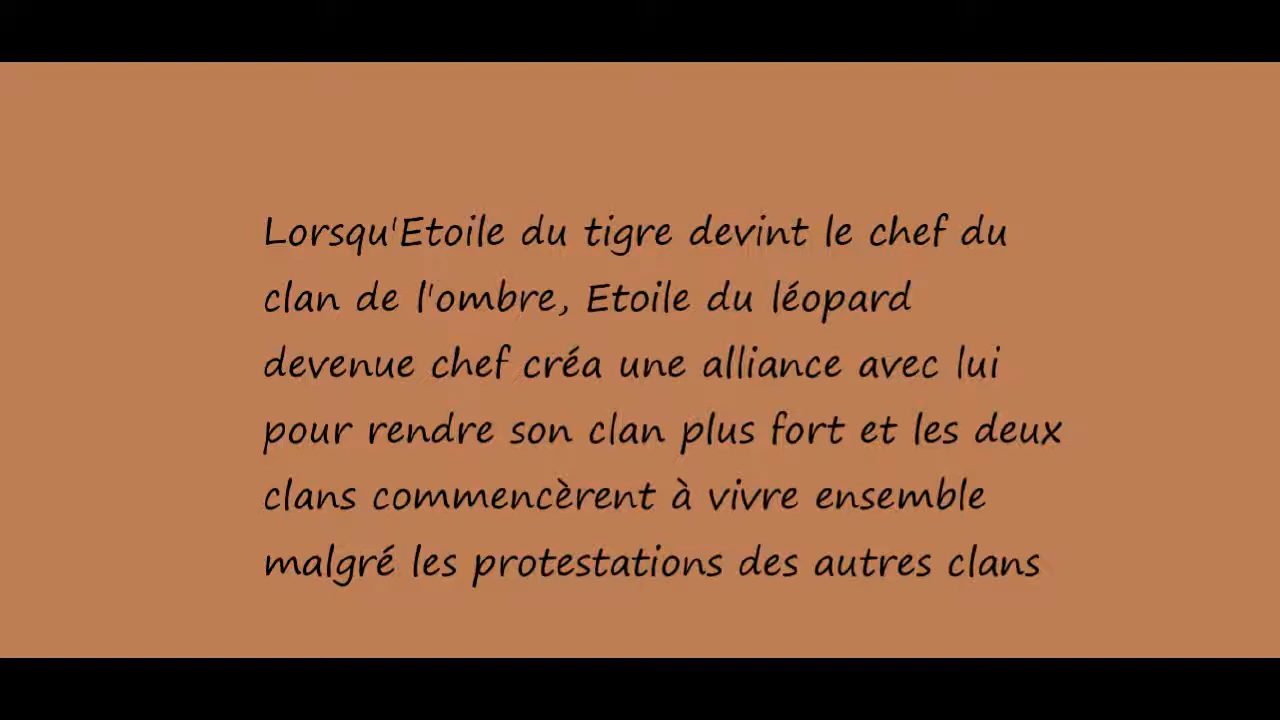 Lorsqu'Etoile du tigre devint le chef du
clan de l'ombre, Etoile du léopard
devenue chef créa une alliance avec lui
pour rendre son clan plus fort et les deux
clans commencèrent à vivre ensemble
malgré les protestations des autres clans